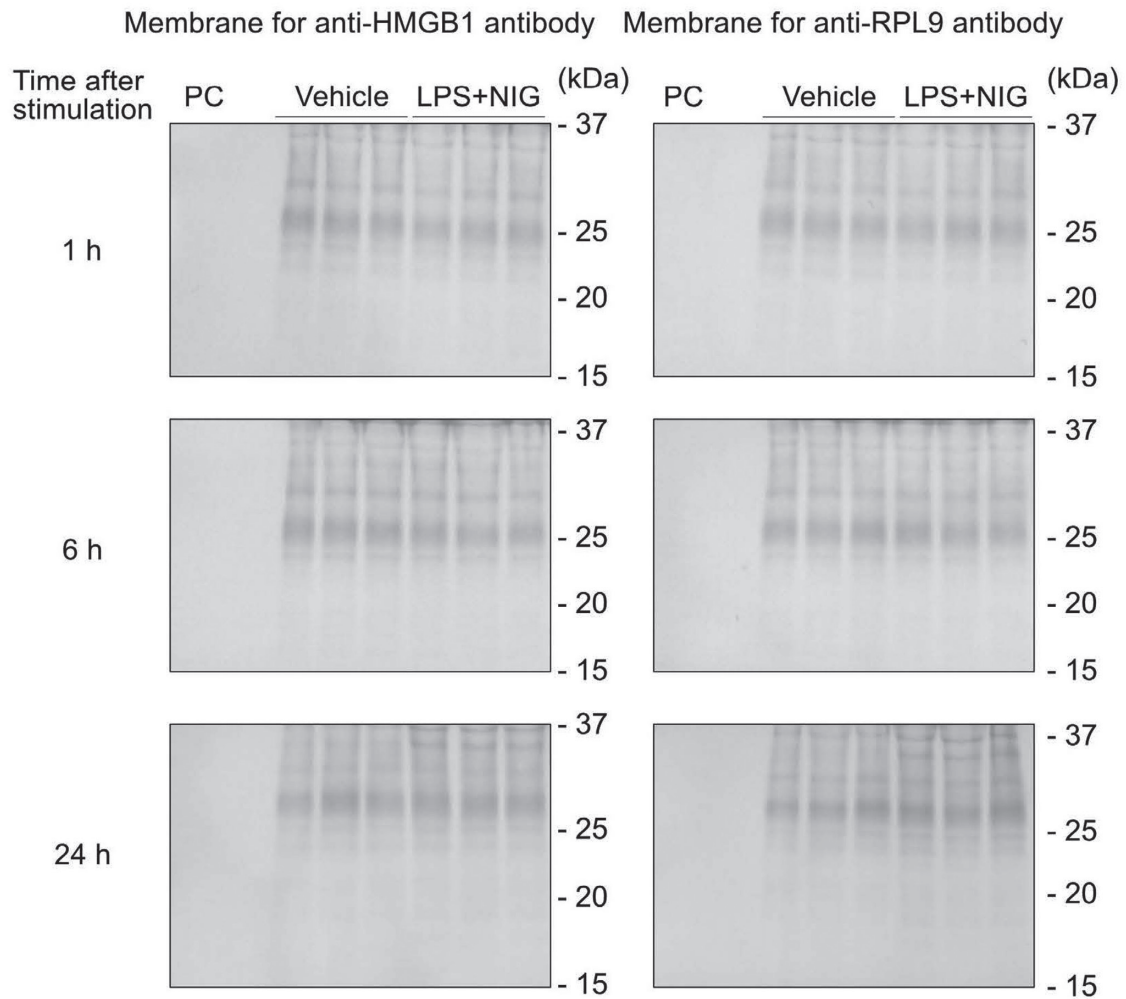 Membrane for anti-HMGB1 antibody Membrane for anti-RPL9 antibody
Time after
stimulation
PC Vehicle LPS+NIG (kDa) PC Vehicle LPS+NIG (kDa)
- 37 - 37
1 h - 25 - 25
- 20 - 20
- 15 - 15
- 37 - 37
6 h - 25 - 25
- 20 - 20
- 15 - 15
- 37 - 37
24 h - 25 - 25
- 20 - 20
- 15 - 15